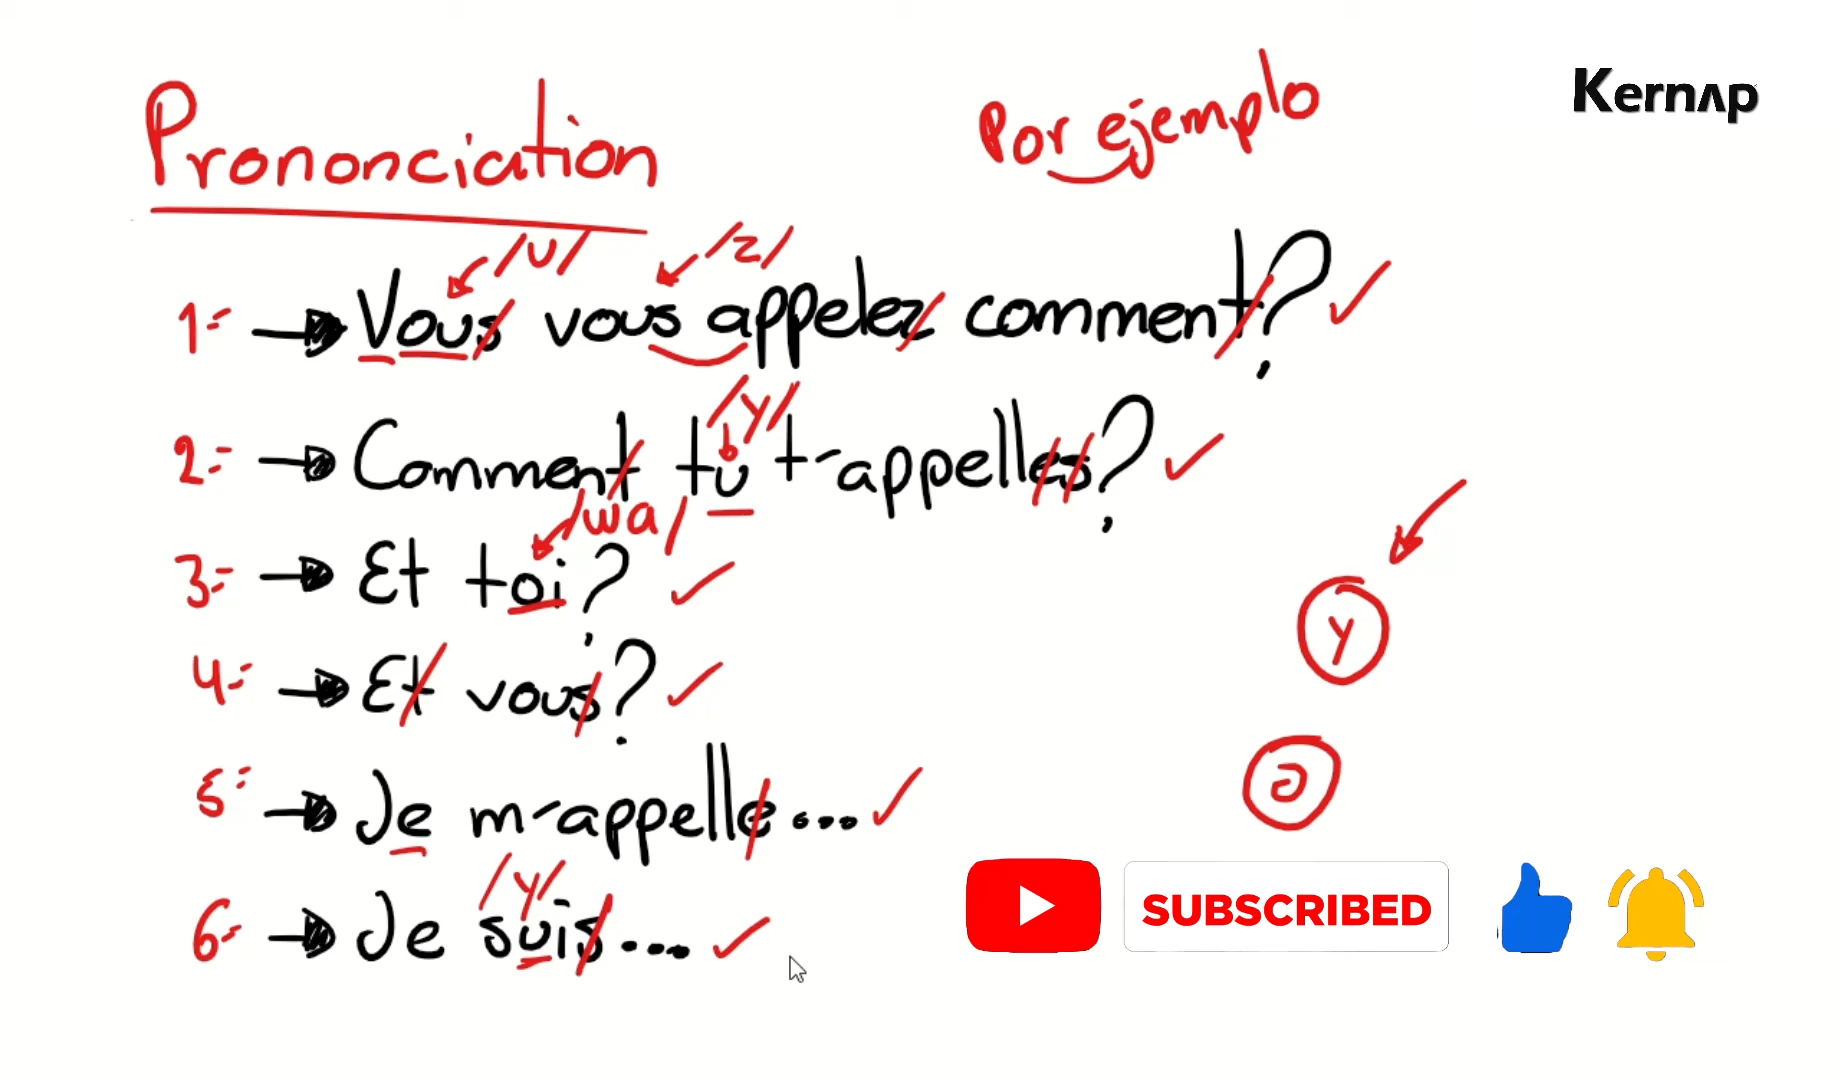 Prononciation
Por ejemplo
Kernʌp
/u/ /z/
1= Vous vous appelez comment?
/y/
2= Comment tu t-appelles?
/wa/
3= Et toi?
y
4= Et vous?
ə
5= Je m-appelle...
/y/
6= Je suis...
SUBSCRIBED